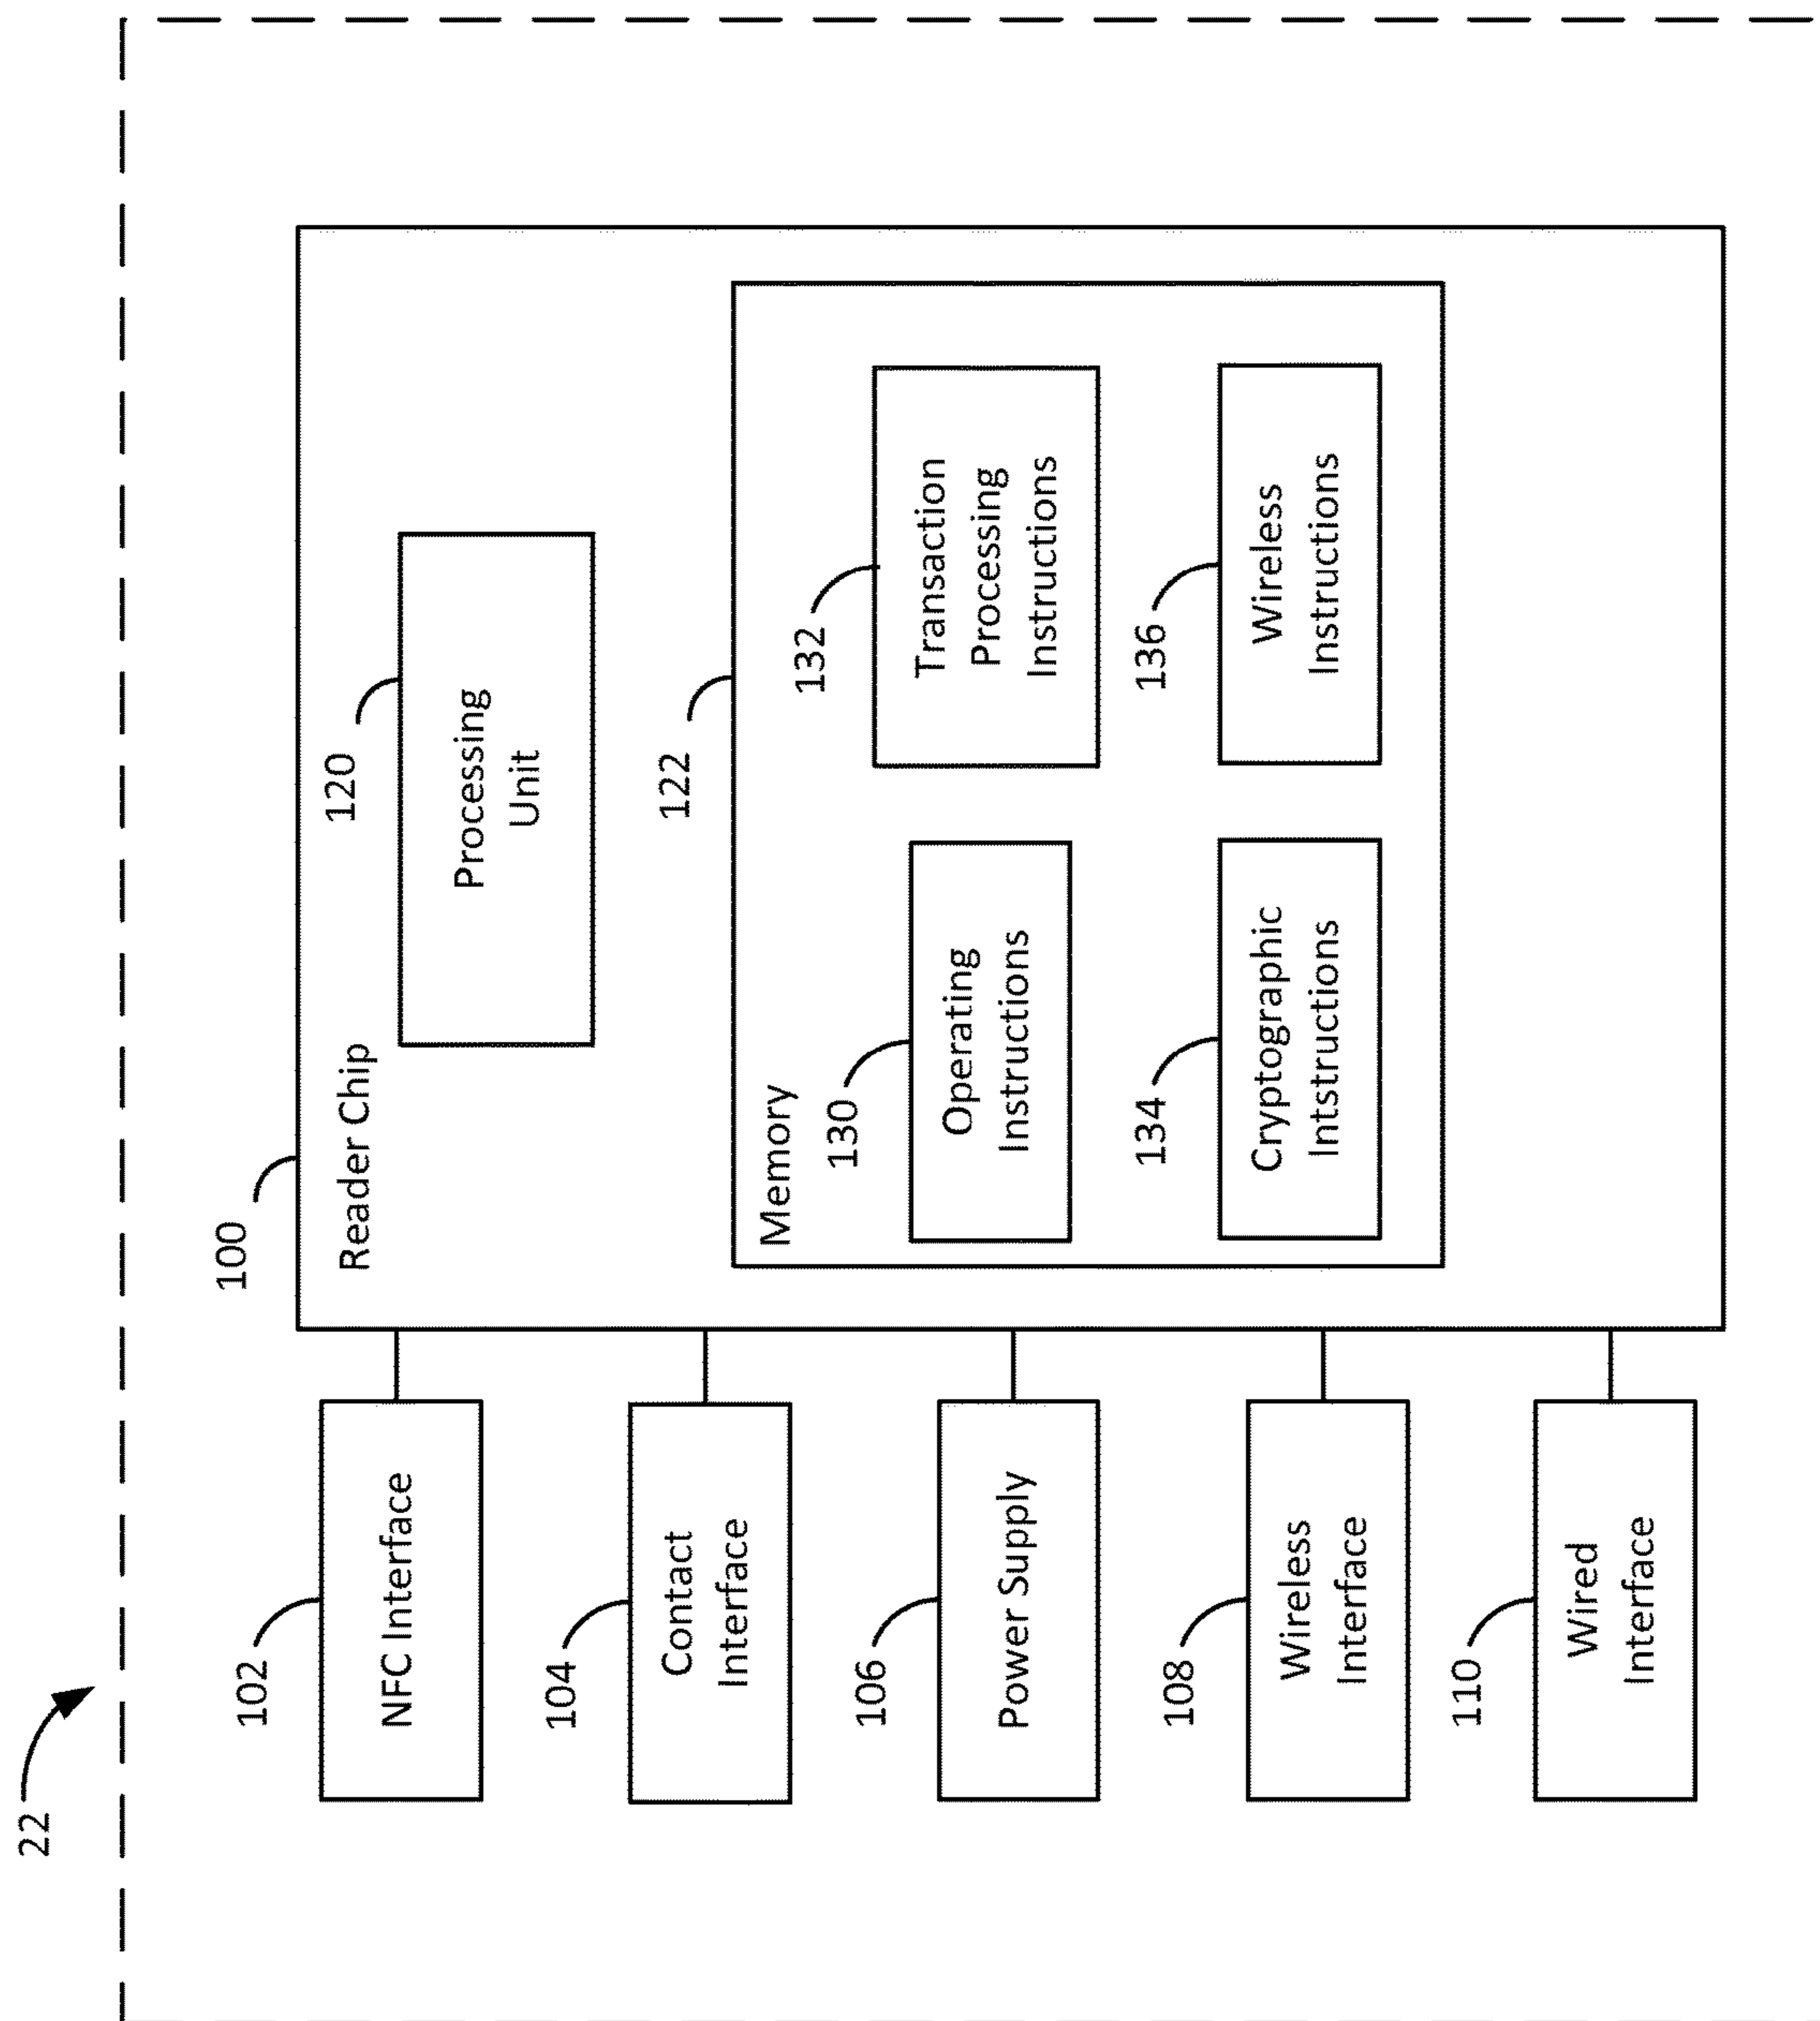 22
100
Reader Chip
120
Processing
Unit
122
Memory
130
Operating
Instructions
132
Transaction
Processing
Instructions
134
Cryptographic
Intstructions
136
Wireless
Instructions
102
NFC Interface
104
Contact
Interface
106
Power Supply
108
Wireless
Interface
110
Wired
Interface